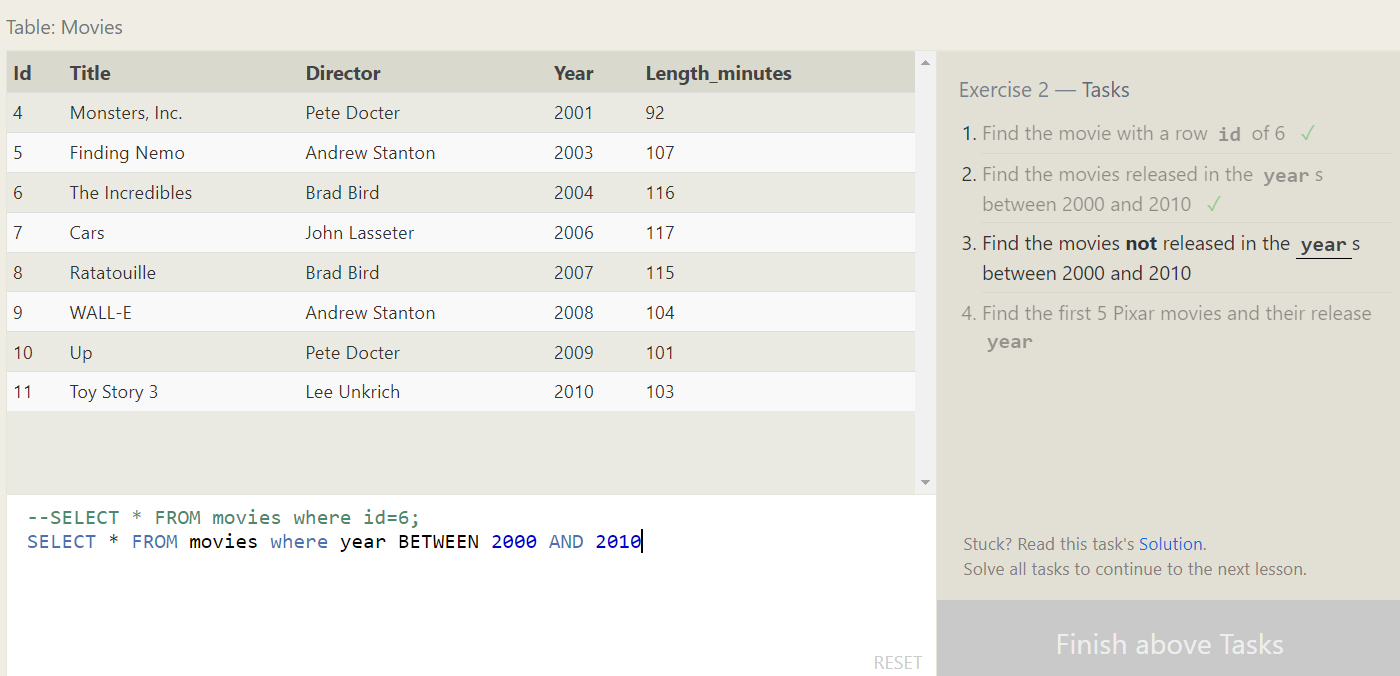 Table: Movies
Id Title Director Year Length_minutes
4 Monsters, Inc. Pete Docter 2001 92
5 Finding Nemo Andrew Stanton 2003 107
6 The Incredibles Brad Bird 2004 116
7 Cars John Lasseter 2006 117
8 Ratatouille Brad Bird 2007 115
9 WALL-E Andrew Stanton 2008 104
10 Up Pete Docter 2009 101
11 Toy Story 3 Lee Unkrich 2010 103
--SELECT * FROM movies where id=6;
SELECT * FROM movies where year BETWEEN 2000 AND 2010
RESET
Exercise 2 — Tasks
1. Find the movie with a row id of 6 ✓
2. Find the movies released in the year s
between 2000 and 2010 ✓
3. Find the movies not released in the year s
between 2000 and 2010
4. Find the first 5 Pixar movies and their release
year
Stuck? Read this task's Solution.
Solve all tasks to continue to the next lesson.
Finish above Tasks